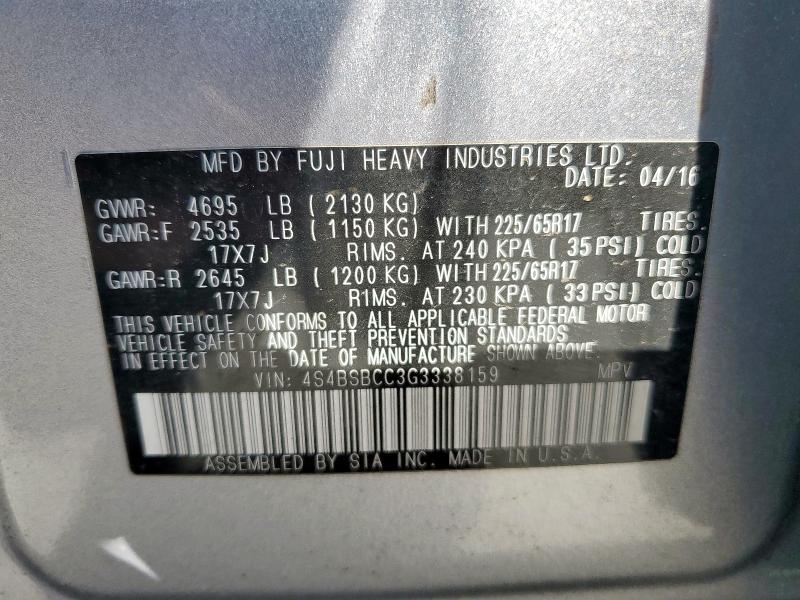 MFD BY FUJI HEAVY INDUSTRIES LTD.
DATE: 04/16
GVWR: 4695 LB ( 2130 KG)
GAWR:F 2535 LB ( 1150 KG) WITH 225/65R17 TIRES.
17X7J RIMS. AT 240 KPA ( 35 PSI) COLD
GAWR:R 2645 LB ( 1200 KG) WITH 225/65R17 TIRES.
17X7J RIMS. AT 230 KPA ( 33 PSI) COLD
THIS VEHICLE CONFORMS TO ALL APPLICABLE FEDERAL MOTOR
VEHICLE SAFETY AND THEFT PREVENTION STANDARDS
IN EFFECT ON THE DATE OF MANUFACTURE SHOWN ABOVE.
VIN: 4S4BSBCC3G3338159 MPV
ASSEMBLED BY SIA INC. MADE IN U.S.A.